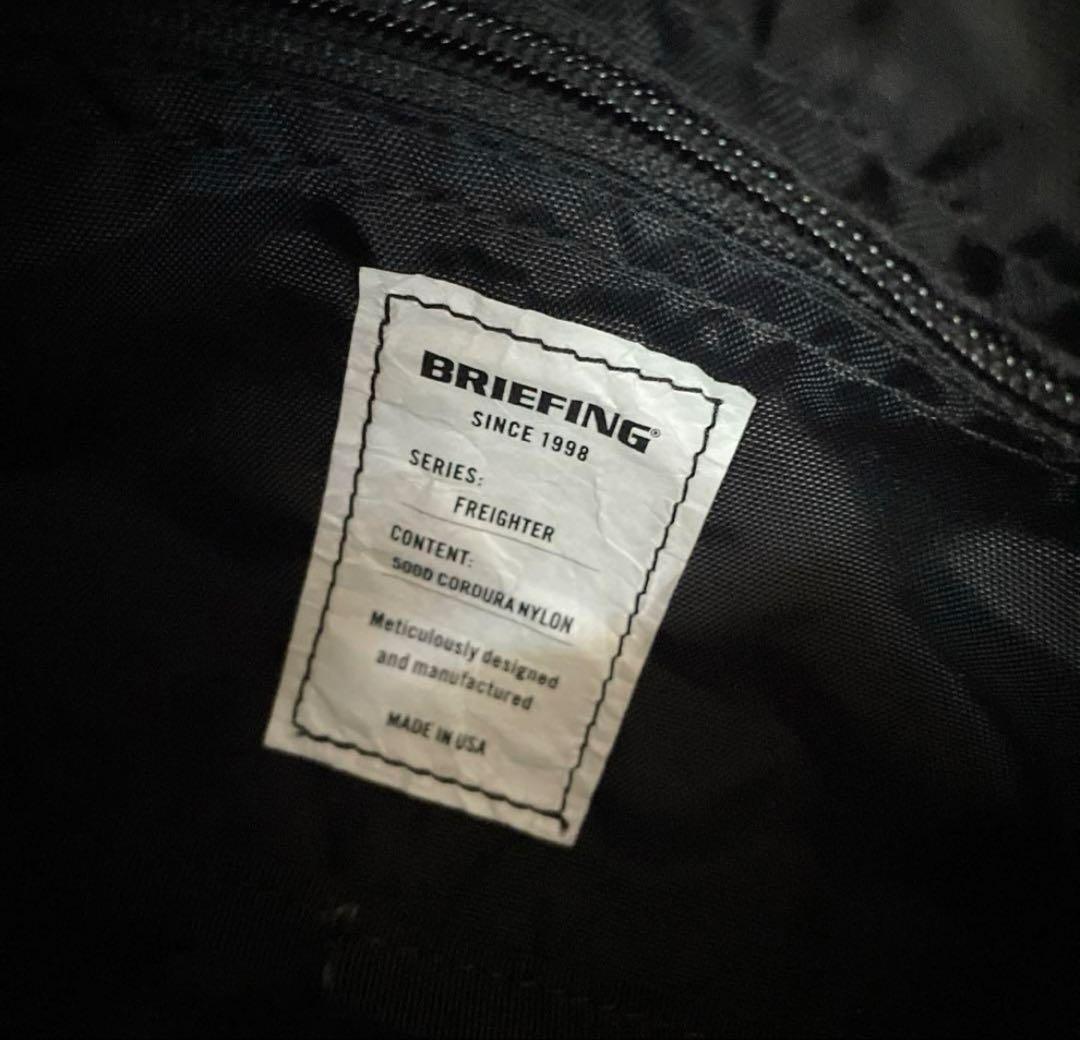 BRIEFING®
SINCE 1998
SERIES:
FREIGHTER
CONTENT:
500D CORDURA NYLON
Meticulously designed
and manufactured
MADE IN USA